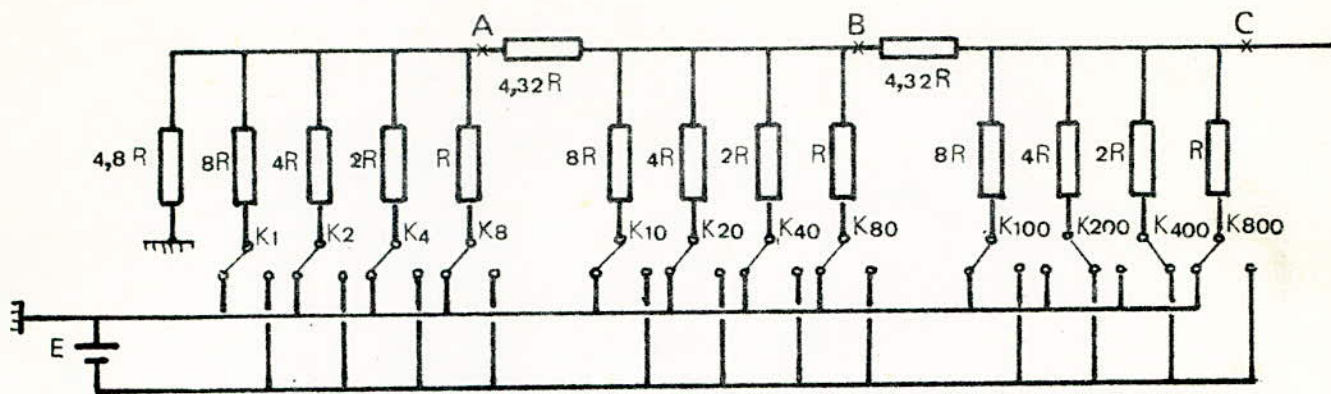 A B C
4,32R 4,32R
4,8R 8R 4R 2R R 8R 4R 2R R 8R 4R 2R R
K1 K2 K4 K8 K10 K20 K40 K80 K100 K200 K400 K800
E